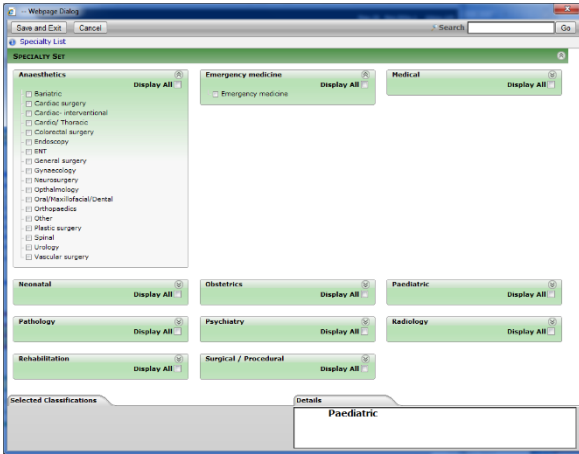 -- Webpage Dialog
Save and Exit Cancel Search Go
Specialty List
SPECIALTY SET
Anaesthetics
Display All
Bariatric
Cardiac surgery
Cardiac- interventional
Cardio/ Thoracic
Colorectal surgery
Endoscopy
ENT
General surgery
Gynaecology
Neurosurgery
Opthalmology
Oral/Maxillofacial/Dental
Orthopaedics
Other
Plastic surgery
Spinal
Urology
Vascular surgery
Emergency medicine
Display All
Emergency medicine
Medical
Display All
Neonatal
Display All
Obstetrics
Display All
Paediatric
Display All
Pathology
Display All
Psychiatry
Display All
Radiology
Display All
Rehabilitation
Display All
Surgical / Procedural
Display All
Selected Classifications
Details
Paediatric